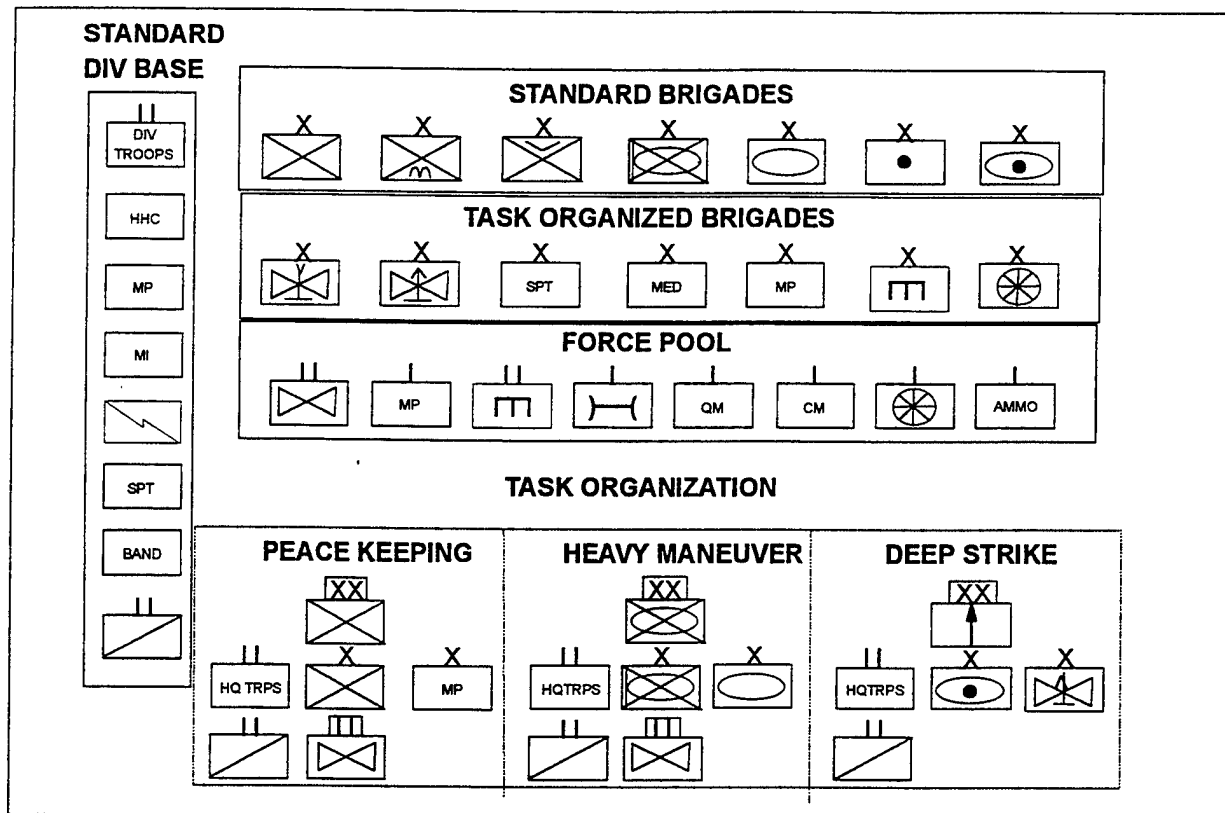 STANDARD
DIV BASE
DIV
TROOPS
HHC
MP
MI
SPT
BAND
STANDARD BRIGADES
X X X X X X X
TASK ORGANIZED BRIGADES
X X X X X X X
SPT MED MP
FORCE POOL
MP QM CM AMMO
TASK ORGANIZATION
PEACE KEEPING
XX
X X
HQ TRPS MP
HEAVY MANEUVER
XX
X X
HQTRPS
DEEP STRIKE
XX
X X
HQTRPS